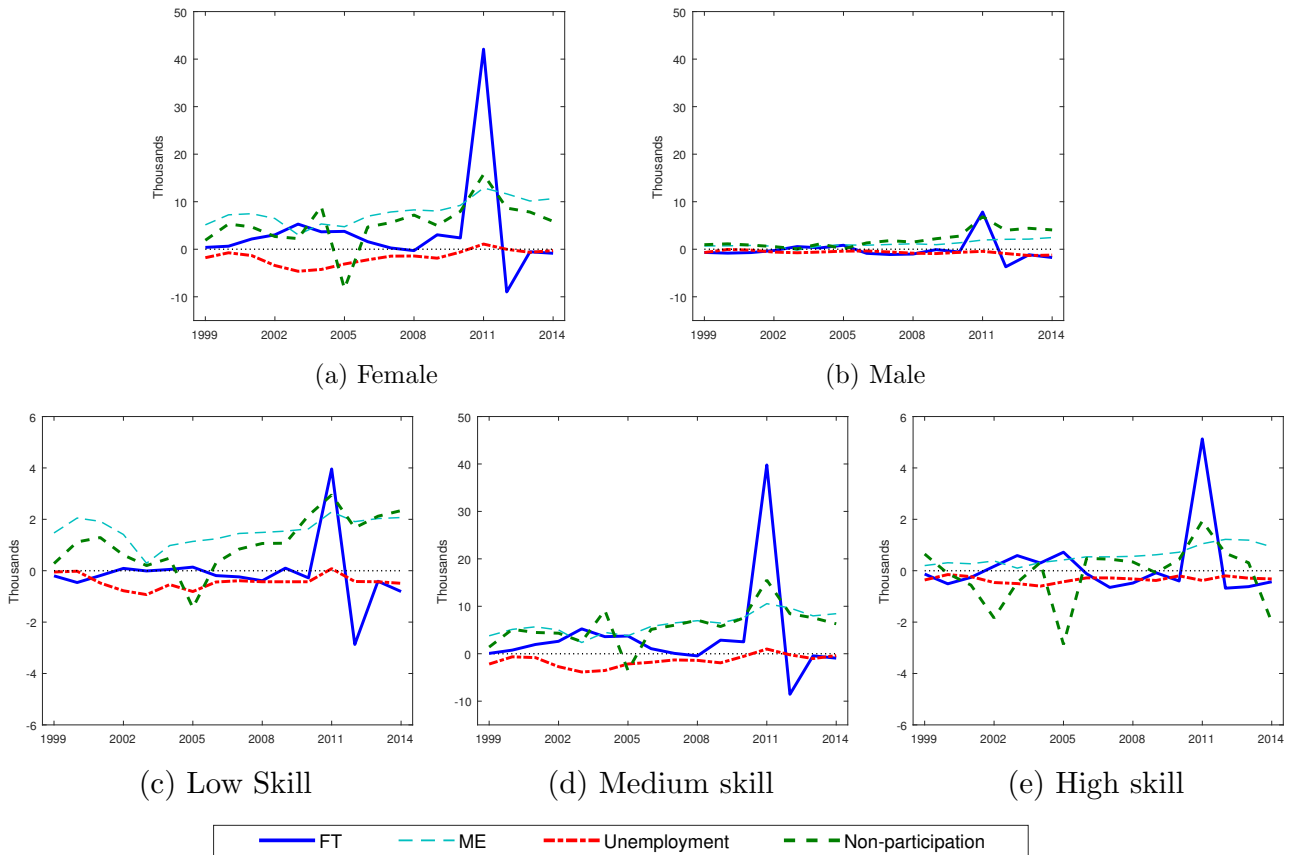 50
40
30
20
10
0
-10
Thousands
1999 2002 2005 2008 2011 2014
(a) Female
50
40
30
20
10
0
-10
Thousands
1999 2002 2005 2008 2011 2014
(b) Male
6
4
2
0
-2
-4
-6
Thousands
1999 2002 2005 2008 2011 2014
(c) Low Skill
50
40
30
20
10
0
-10
Thousands
1999 2002 2005 2008 2011 2014
(d) Medium skill
6
4
2
0
-2
-4
-6
Thousands
1999 2002 2005 2008 2011 2014
(e) High skill
FT ME Unemployment Non-participation